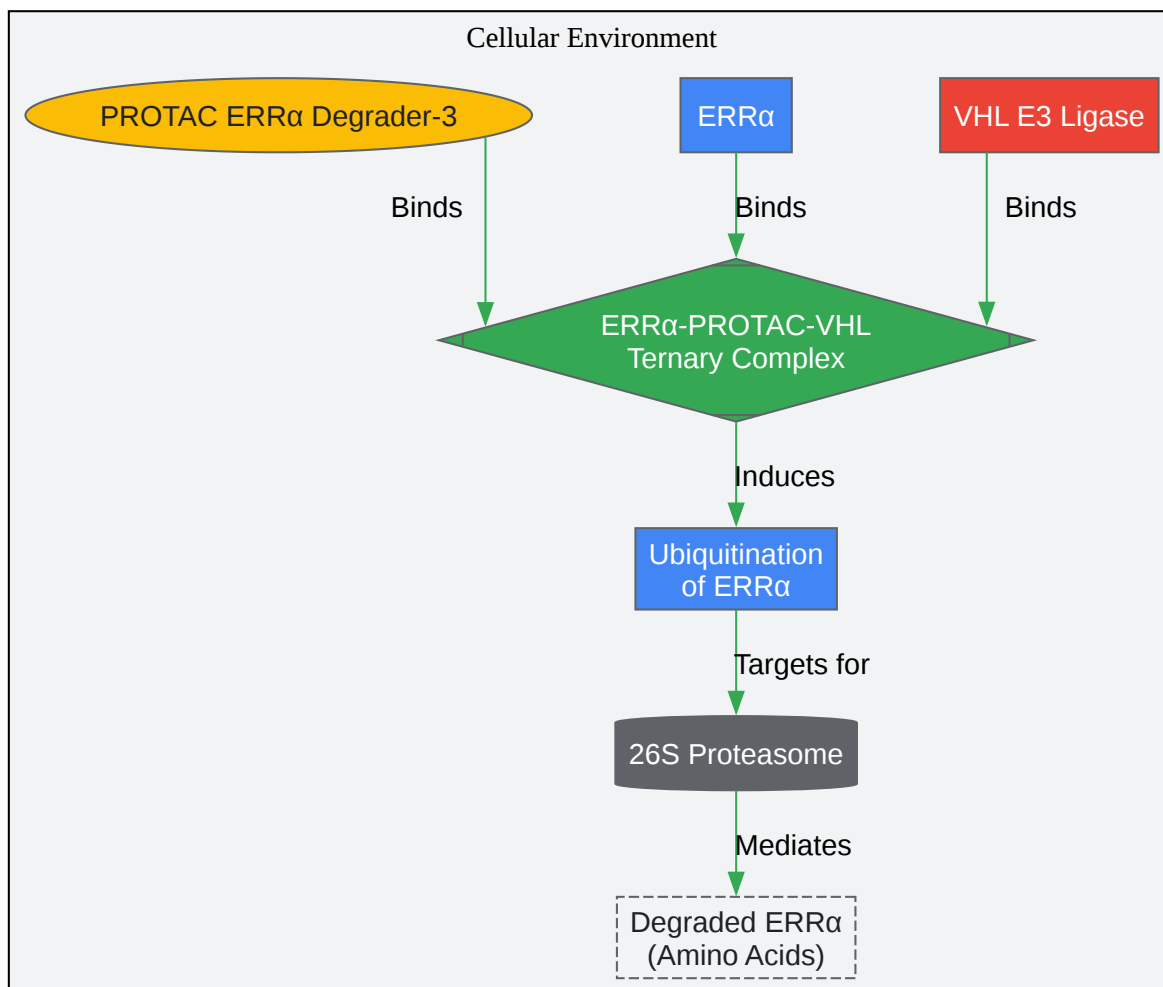 Cellular Environment
PROTAC ERRα Degrader-3
ERRα
VHL E3 Ligase
Binds
Binds
Binds
ERRα-PROTAC-VHL
Ternary Complex
Induces
Ubiquitination
of ERRα
Targets for
26S Proteasome
Mediates
Degraded ERRα
(Amino Acids)